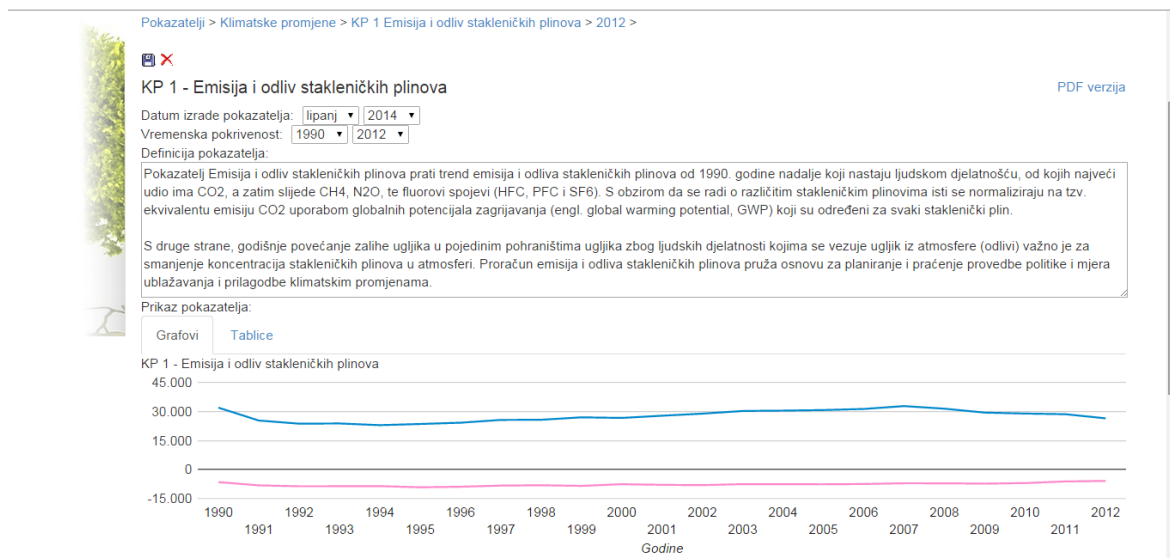 Pokazatelji > Klimatske promjene > KP 1 Emisija i odliv stakleničkih plinova > 2012 >
KP 1 - Emisija i odliv stakleničkih plinova
PDF verzija
Datum izrade pokazatelja: lipanj 2014
Vremenska pokrivenost: 1990 2012
Definicija pokazatelja:
Pokazatelj Emisija i odliv stakleničkih plinova prati trend emisija i odliva stakleničkih plinova od 1990. godine nadalje koji nastaju ljudskom djelatnošću, od kojih najveći
udio ima CO2, a zatim slijede CH4, N2O, te fluorovi spojevi (HFC, PFC i SF6). S obzirom da se radi o različitim stakleničkim plinovima isti se normaliziraju na tzv.
ekvivalentu emisiju CO2 uporabom globalnih potencijala zagrijavanja (engl. global warming potential, GWP) koji su određeni za svaki staklenički plin.
S druge strane, godišnje povećanje zalihe ugljika u pojedinim pohraništima ugljika zbog ljudskih djelatnosti kojima se vezuje ugljik iz atmosfere (odlivi) važno je za
smanjenje koncentracija stakleničkih plinova u atmosferi. Proračun emisija i odliva stakleničkih plinova pruža osnovu za planiranje i praćenje provedbe politike i mjera
ublažavanja i prilagodbe klimatskim promjenama.
Prikaz pokazatelja:
Grafovi Tablice
KP 1 - Emisija i odliv stakleničkih plinova
45.000
30.000
15.000
0
-15.000
1990 1992 1994 1996 1998 2000 2002 2004 2006 2008 2010 2012
1991 1993 1995 1997 1999 2001 2003 2005 2007 2009 2011
Godine